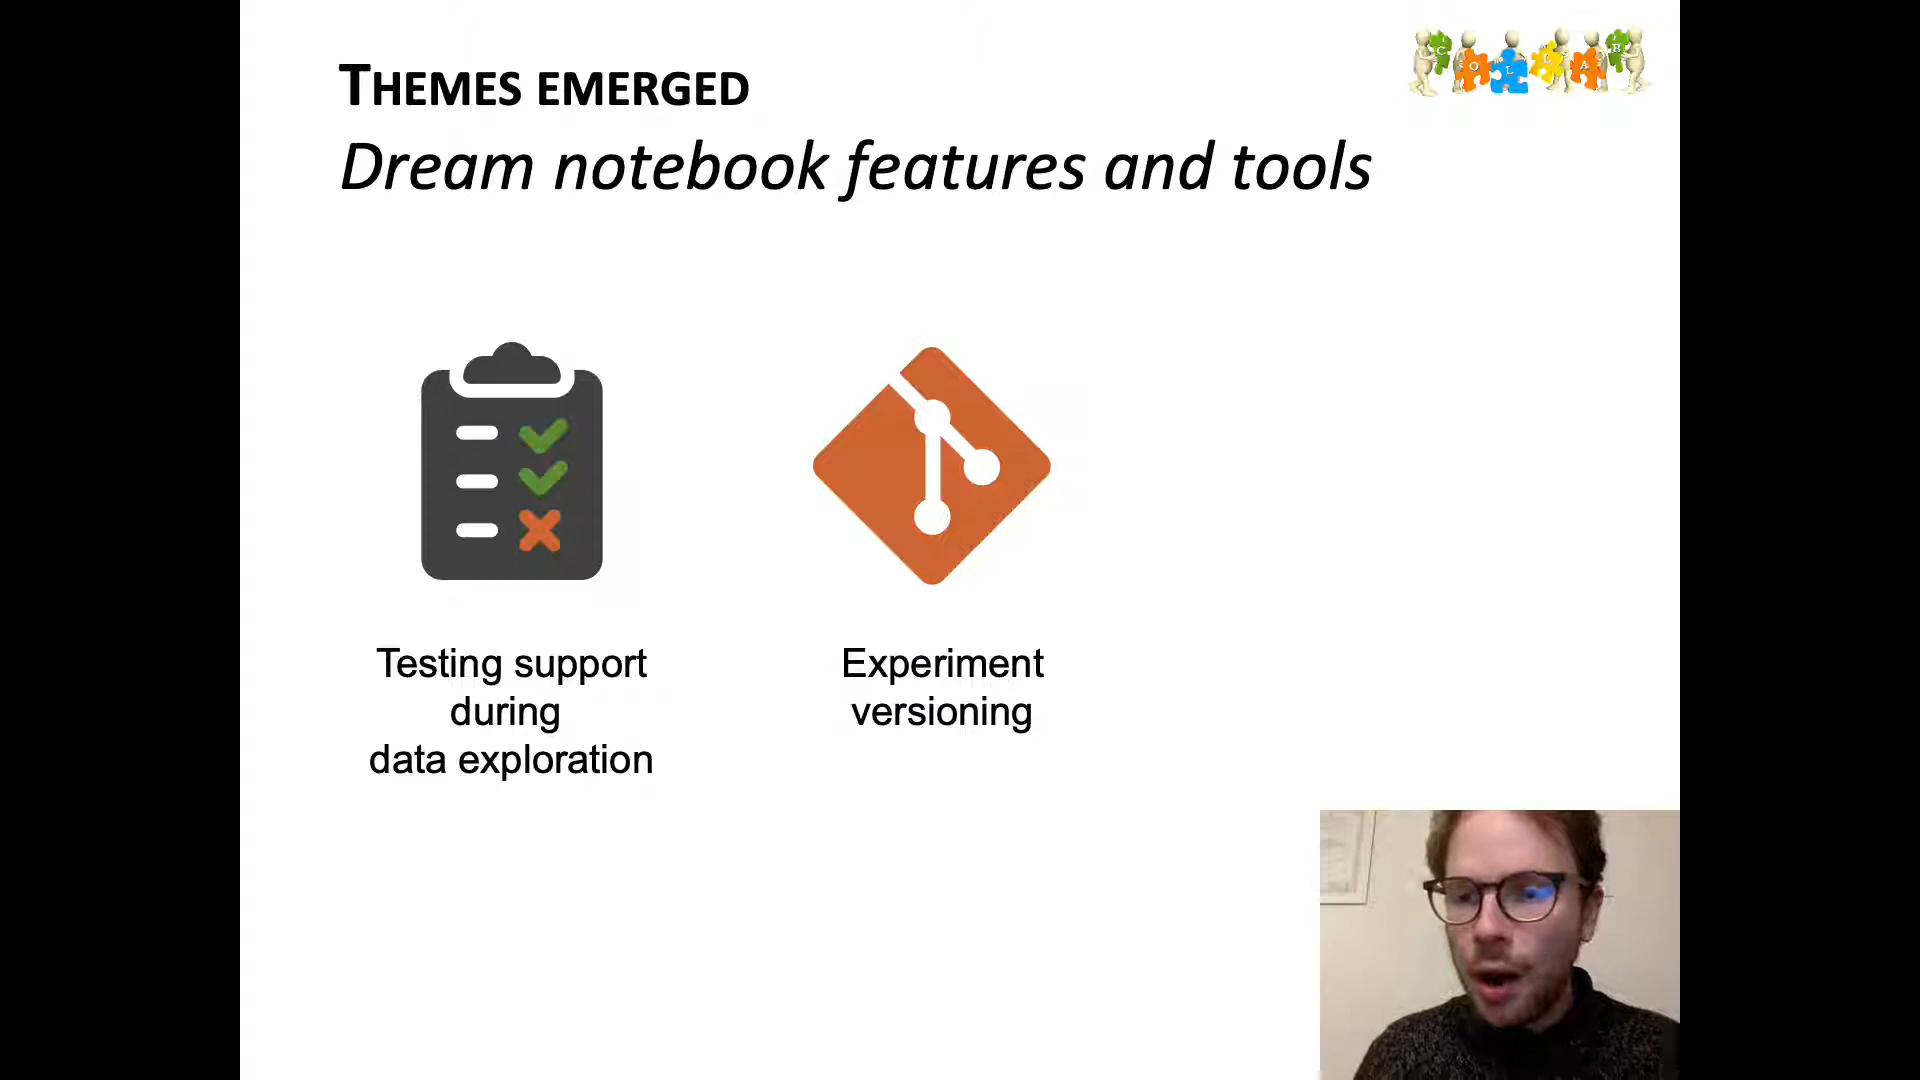 THEMES EMERGED
Dream notebook features and tools
C O L L A B
Testing support
during
data exploration
Experiment
versioning